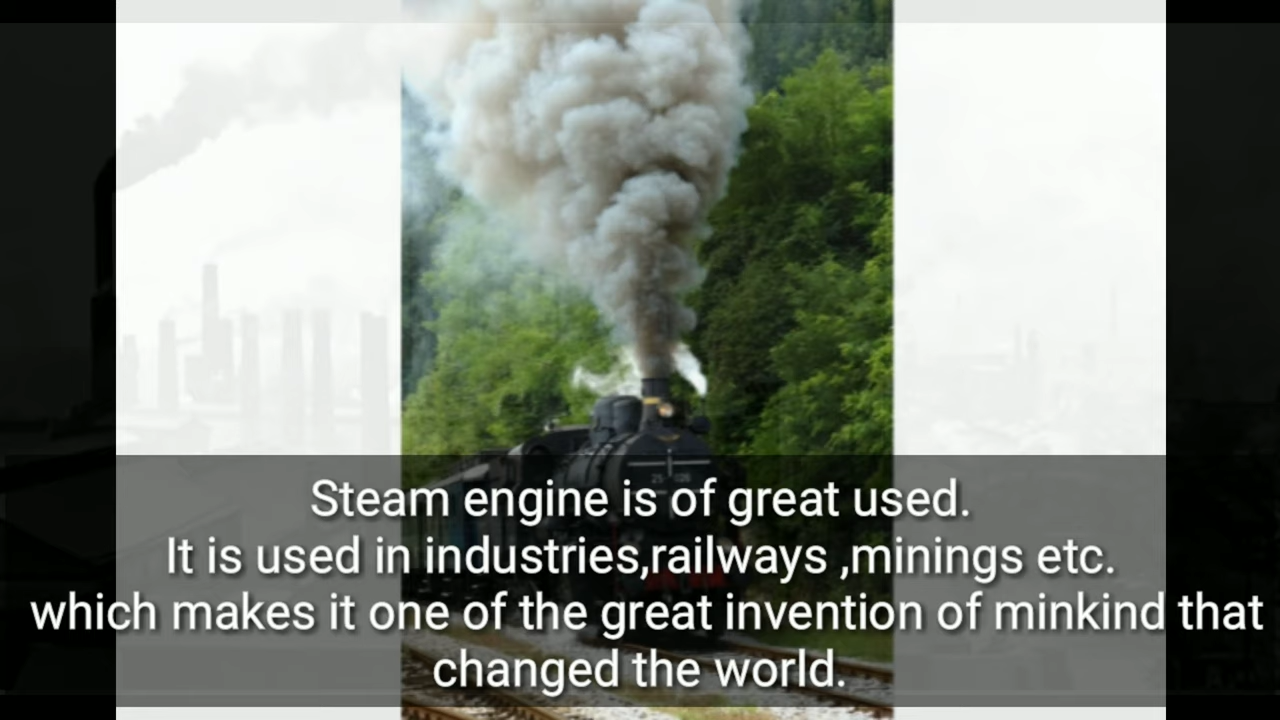 Steam engine is of great used.
It is used in industries,railways ,minings etc.
which makes it one of the great invention of minkind that
changed the world.